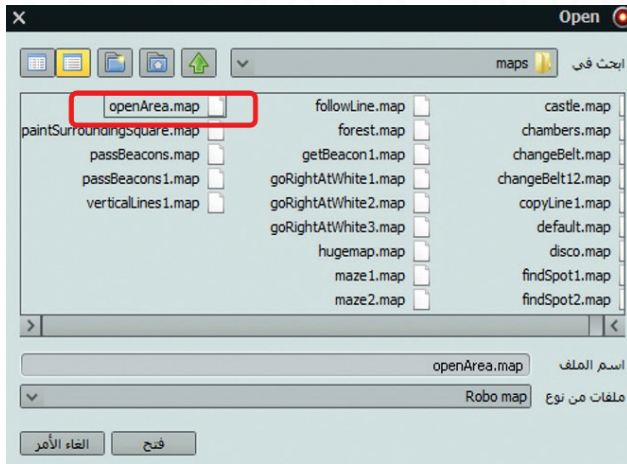 Open
ابحث في
maps
castle.map
chambers.map
changeBelt.map
changeBelt12.map
copyLine1.map
default.map
disco.map
findSpot1.map
findSpot2.map
followLine.map
forest.map
getBeacon1.map
goRightAtWhite1.map
goRightAtWhite2.map
goRightAtWhite3.map
hugemap.map
maze1.map
maze2.map
openArea.map
paintSurroundingSquare.map
passBeacons.map
passBeacons1.map
verticalLines1.map
اسم الملف
openArea.map
ملفات من نوع
Robo map
فتح
الغاء الأمر